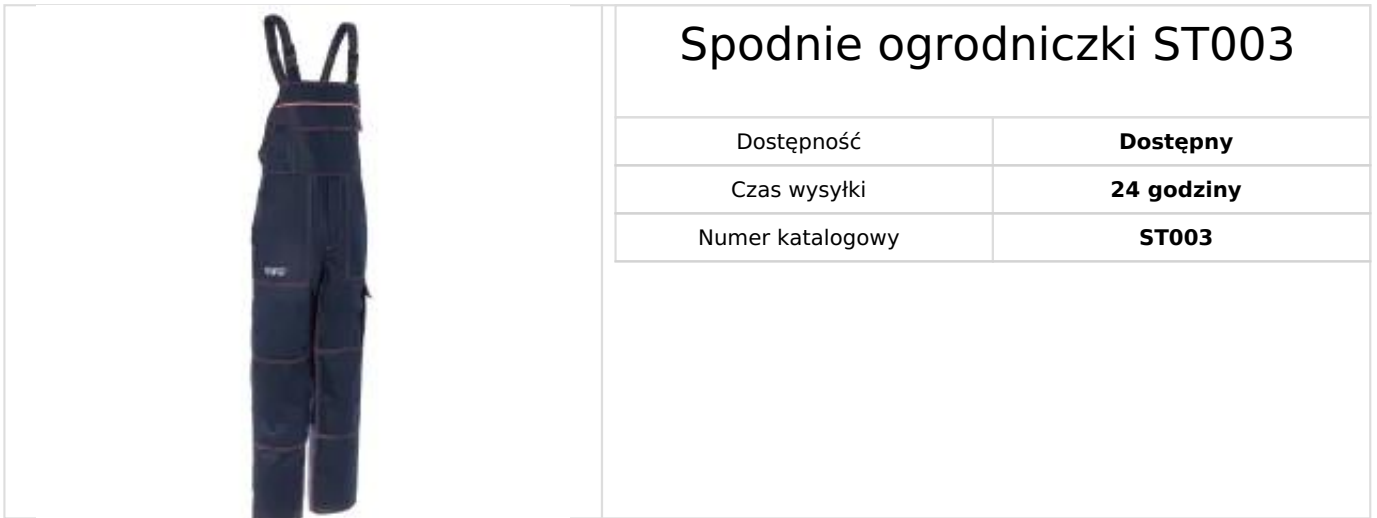 Spodnie ogrodniczki ST003
Dostępność Dostępny
Czas wysyłki 24 godziny
Numer katalogowy ST003